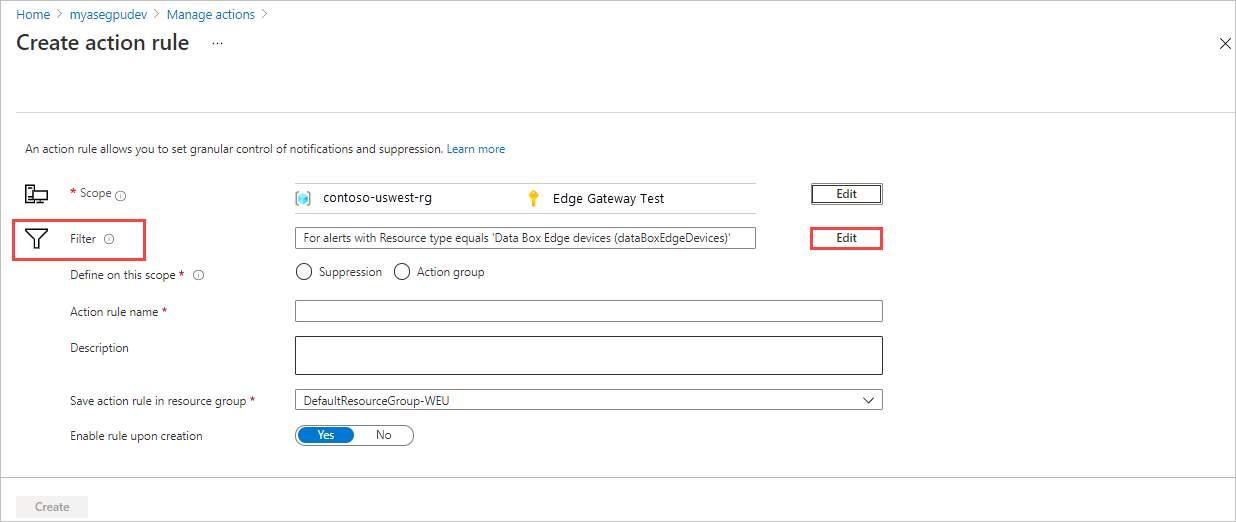 Home > myasegpudev > Manage actions >
Create action rule ...
An action rule allows you to set granular control of notifications and suppression. Learn more
* Scope contoso-uswest-rg Edge Gateway Test Edit
Filter For alerts with Resource type equals 'Data Box Edge devices (dataBoxEdgeDevices)' Edit
Define on this scope * Suppression Action group
Action rule name *
Description
Save action rule in resource group * DefaultResourceGroup-WEU
Enable rule upon creation Yes No
Create